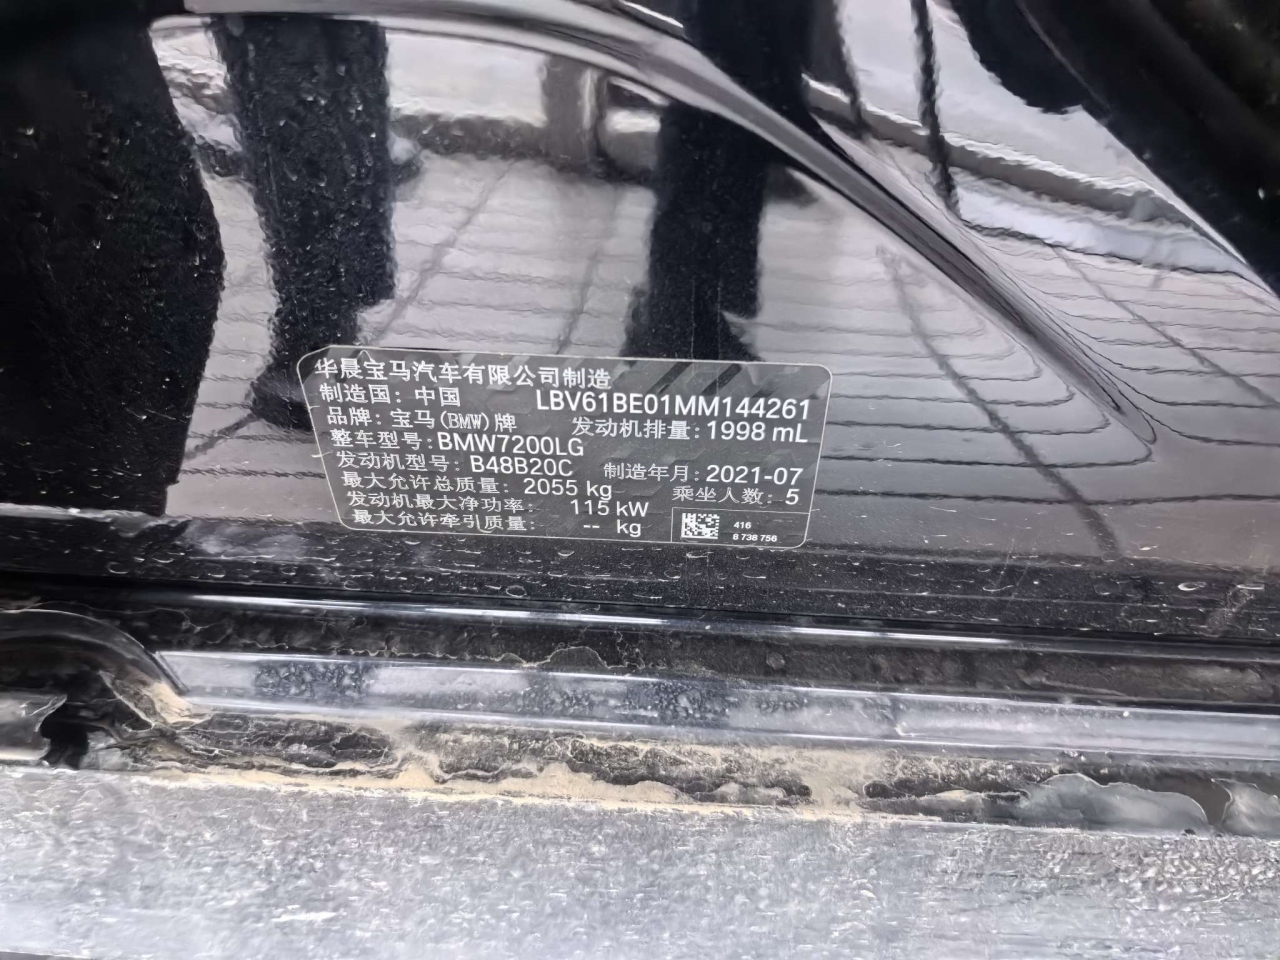 华晨宝马汽车有限公司制造
制造国：中国 LBV61BE01MM144261
品牌：宝马(BMW)牌 发动机排量：1998 mL
整车型号：BMW7200LG
发动机型号：B48B20C 制造年月：2021-07
最大允许总质量：2055 kg 乘坐人数：5
发动机最大净功率：115 kW
最大允许牵引质量：-- kg
416
8 738 756